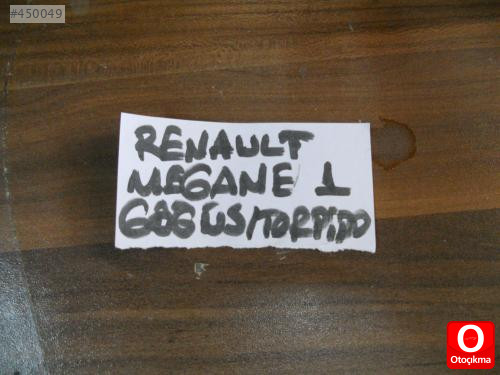 #450049
RENAULT
MEGANE 1
GÖĞÜS/TORPİDO
O
Otoçıkma